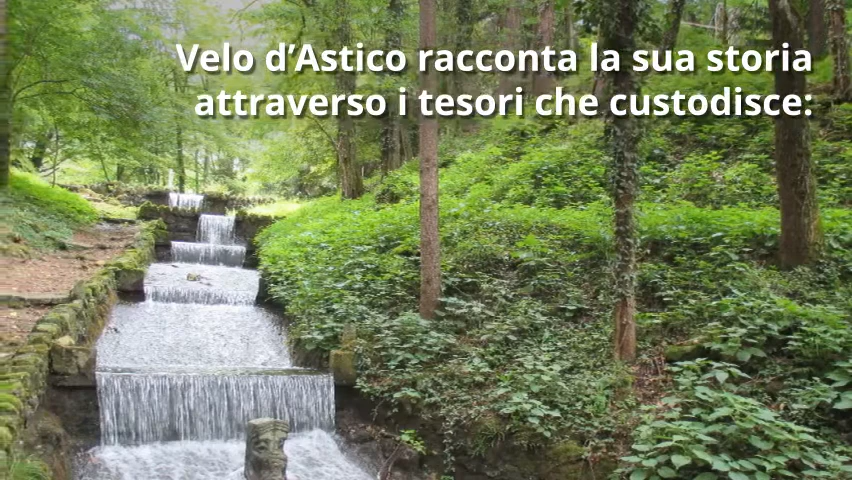 Velo d’Astico racconta la sua storia
attraverso i tesori che custodisce: